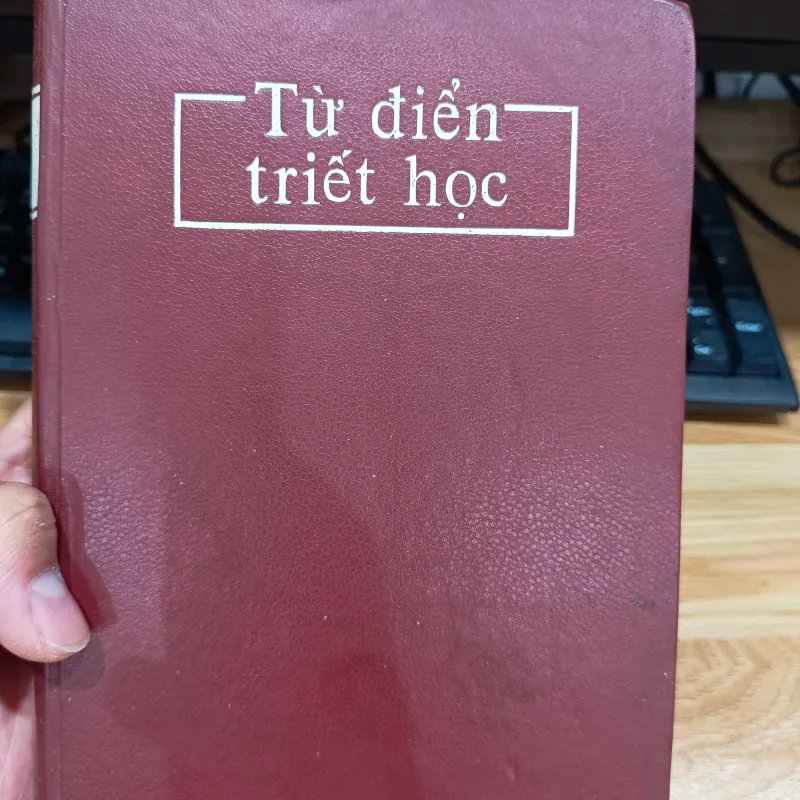 Từ điển
triết học